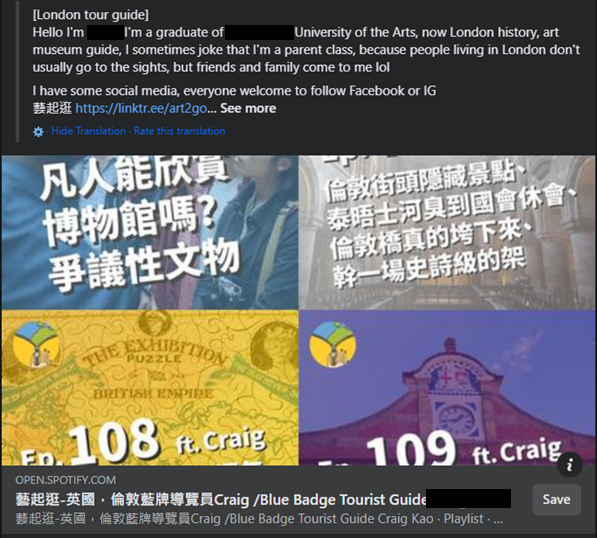 [London tour guide]
Hello I'm I'm a graduate of University of the Arts, now London history, art
museum guide, I sometimes joke that I'm a parent class, because people living in London don't
usually go to the sights, but friends and family come to me lol
I have some social media, everyone welcome to follow Facebook or IG
藝起逛 https://linktr.ee/art2go... See more
· Hide Translation · Rate this translation
凡人能欣賞
博物館嗎?
爭議性文物
倫敦街頭隱藏景點、
泰晤士河臭到國會休會、
倫敦橋真的垮下來、
幹一場史詩級的架
THE EXHIBITION
PUZZLE
BRITISH EMPIRE
Ep. 108 ft. Craig
Ep. 109 ft. Craig
OPEN.SPOTIFY.COM
藝起逛-英國，倫敦藍牌導覽員Craig /Blue Badge Tourist Guide
藝起逛-英國，倫敦藍牌導覽員Craig /Blue Badge Tourist Guide Craig Kao · Playlist · ...
Save